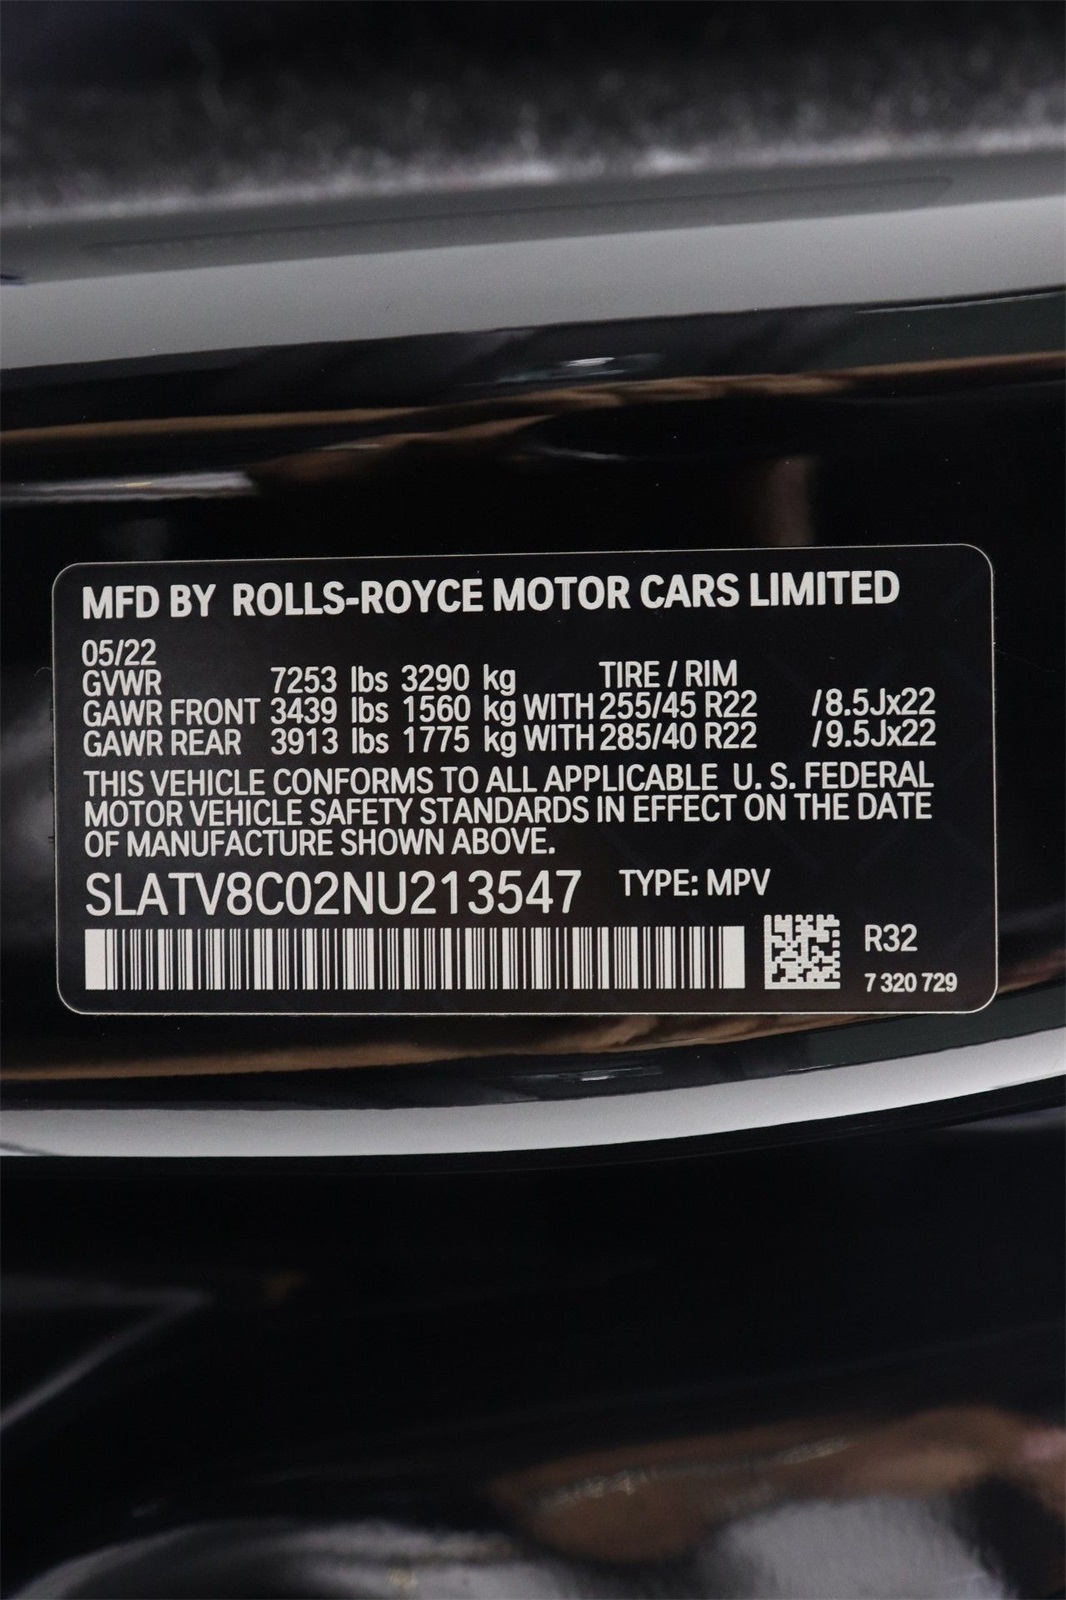 MFD BY ROLLS-ROYCE MOTOR CARS LIMITED
05/22
GVWR 7253 lbs 3290 kg TIRE / RIM
GAWR FRONT 3439 lbs 1560 kg WITH 255/45 R22 /8.5Jx22
GAWR REAR 3913 lbs 1775 kg WITH 285/40 R22 /9.5Jx22
THIS VEHICLE CONFORMS TO ALL APPLICABLE U. S. FEDERAL
MOTOR VEHICLE SAFETY STANDARDS IN EFFECT ON THE DATE
OF MANUFACTURE SHOWN ABOVE.
SLATV8C02NU213547 TYPE: MPV
R32
7 320 729